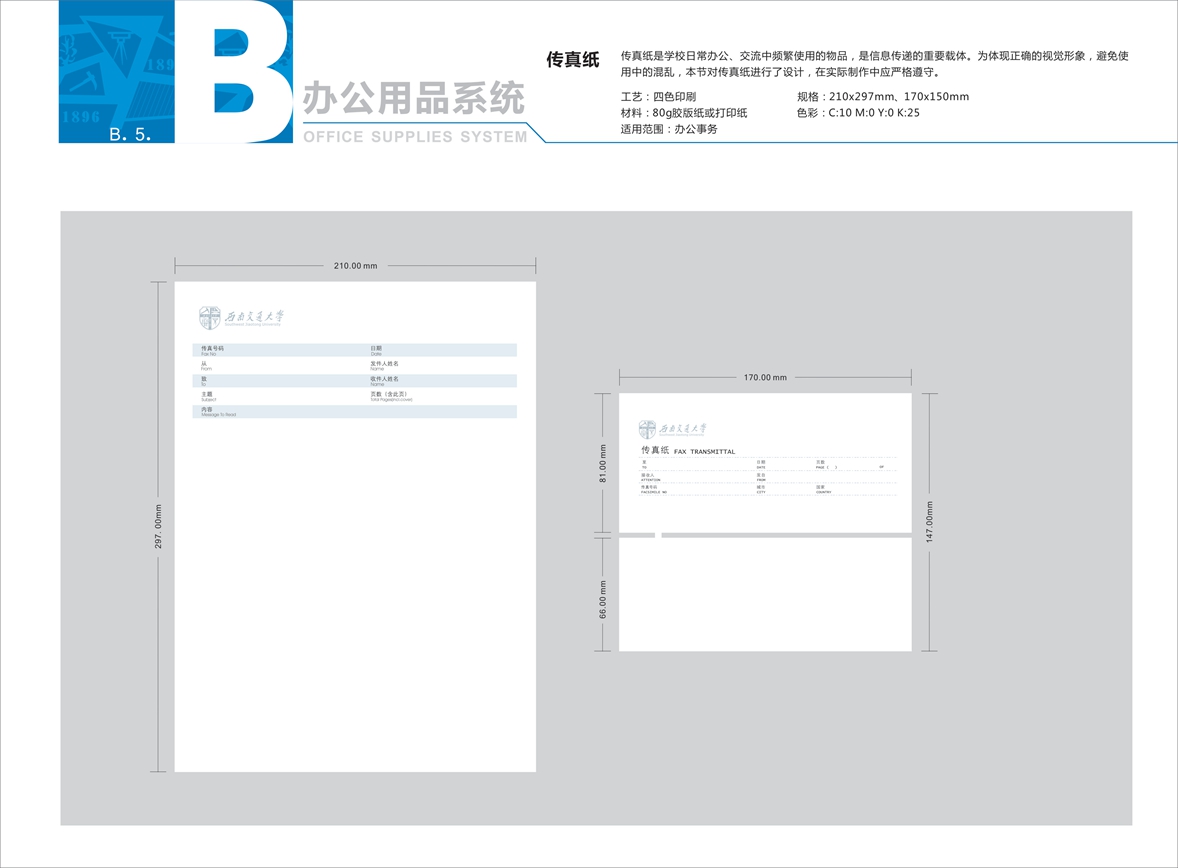 1896
189
B. 5.
B
办公用品系统
OFFICE SUPPLIES SYSTEM
传真纸
传真纸是学校日常办公、交流中频繁使用的物品，是信息传递的重要载体。为体现正确的视觉形象，避免使
用中的混乱，本节对传真纸进行了设计，在实际制作中应严格遵守。
工艺：四色印刷
规格：210x297mm、170x150mm
材料：80g胶版纸或打印纸
色彩：C:10 M:0 Y:0 K:25
适用范围：办公事务
210.00 mm
297. 00mm
西南交通大学
Southwest Jiaotong University
传真号码
Fax No
日期
Date
从
From
发件人姓名
Name
致
To
收件人姓名
Name
主题
Subject
页数（含此页）
内容
Message To Read
170.00 mm
81.00 mm
66.00 mm
147.00mm
西南交通大学
传真纸 FAX TRANSMITTAL
TO
日期
DATE
页数
PAGE ( )
OF
ATTENTION
FROM
传真号码
FACSIMILE NO
城市
CITY
国家
COUNTRY